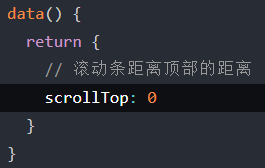 data() {
  return {
    // 滚动条距离顶部的距离
    scrollTop: 0
  }
}